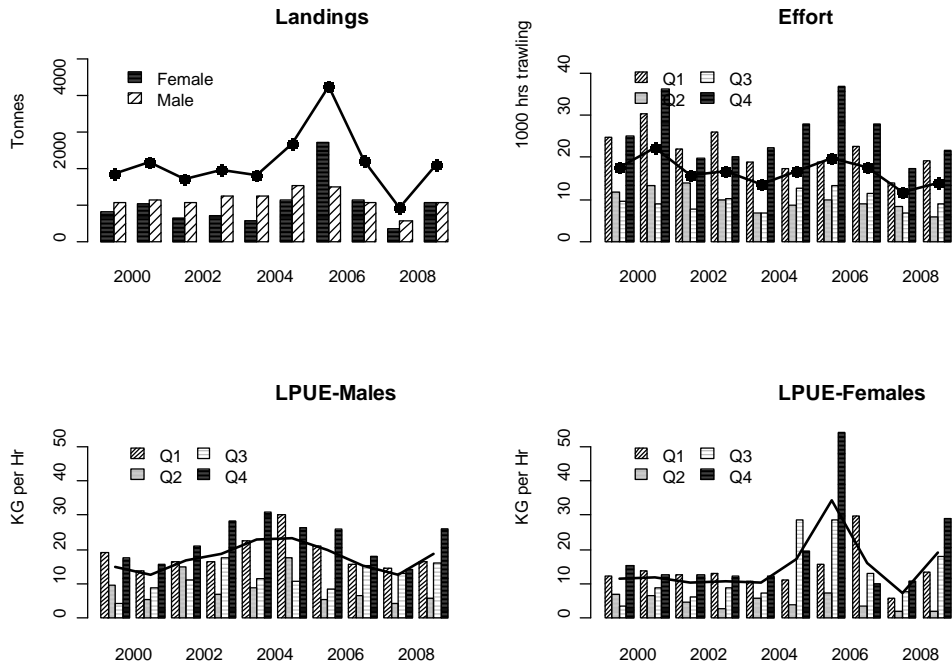 Landings
Tonnes
4000
2000
0
Female
Male
2000 2002 2004 2006 2008
Effort
1000 hrs trawling
40
30
20
10
0
Q1 Q3
Q2 Q4
2000 2002 2004 2006 2008
LPUE-Males
KG per Hr
50
40
30
20
10
0
Q1 Q3
Q2 Q4
2000 2002 2004 2006 2008
LPUE-Females
KG per Hr
50
40
30
20
10
0
Q1 Q3
Q2 Q4
2000 2002 2004 2006 2008